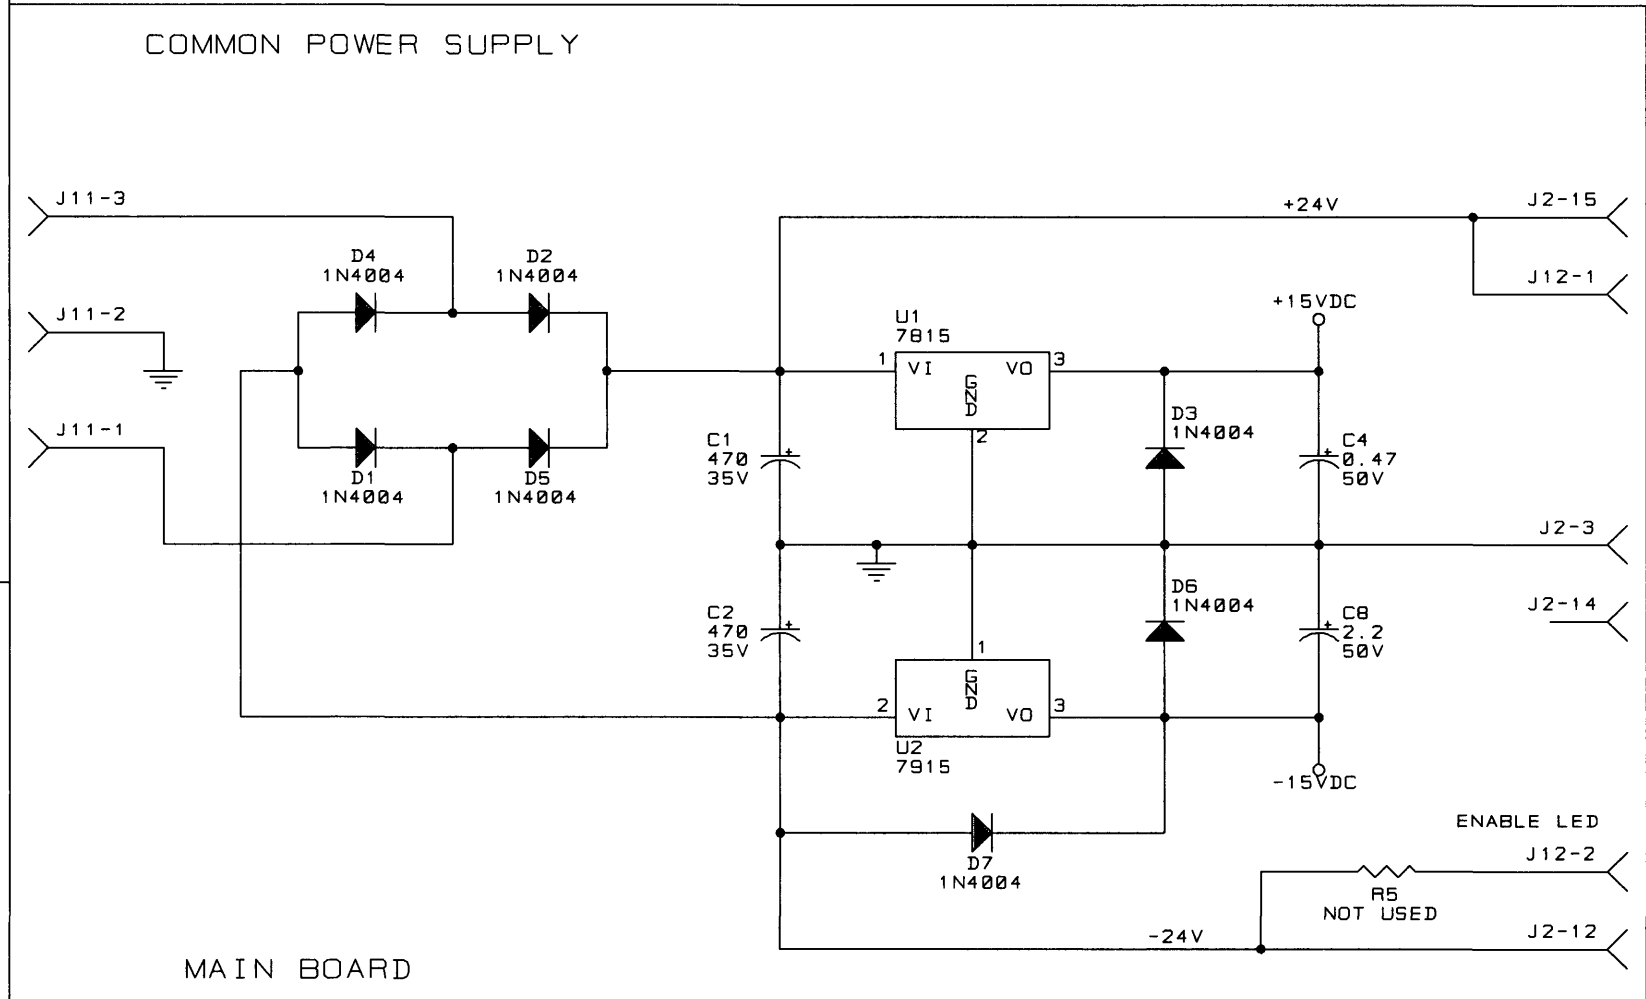 COMMON POWER SUPPLY
J11-3
J11-2
J11-1
D4
1N4004
D2
1N4004
D1
1N4004
D5
1N4004
+24V
J2-15
J12-1
+15VDC
U1
7815
1
VI
VO
3
GND
2
C1
+
470
35V
D3
1N4004
C4
+
0.47
50V
J2-3
J2-14
C2
+
470
35V
D6
1N4004
C8
+
2.2
50V
1
GND
2
VI
VO
3
U2
7915
-15VDC
D7
1N4004
ENABLE LED
J12-2
R5
NOT USED
-24V
J2-12
MAIN BOARD